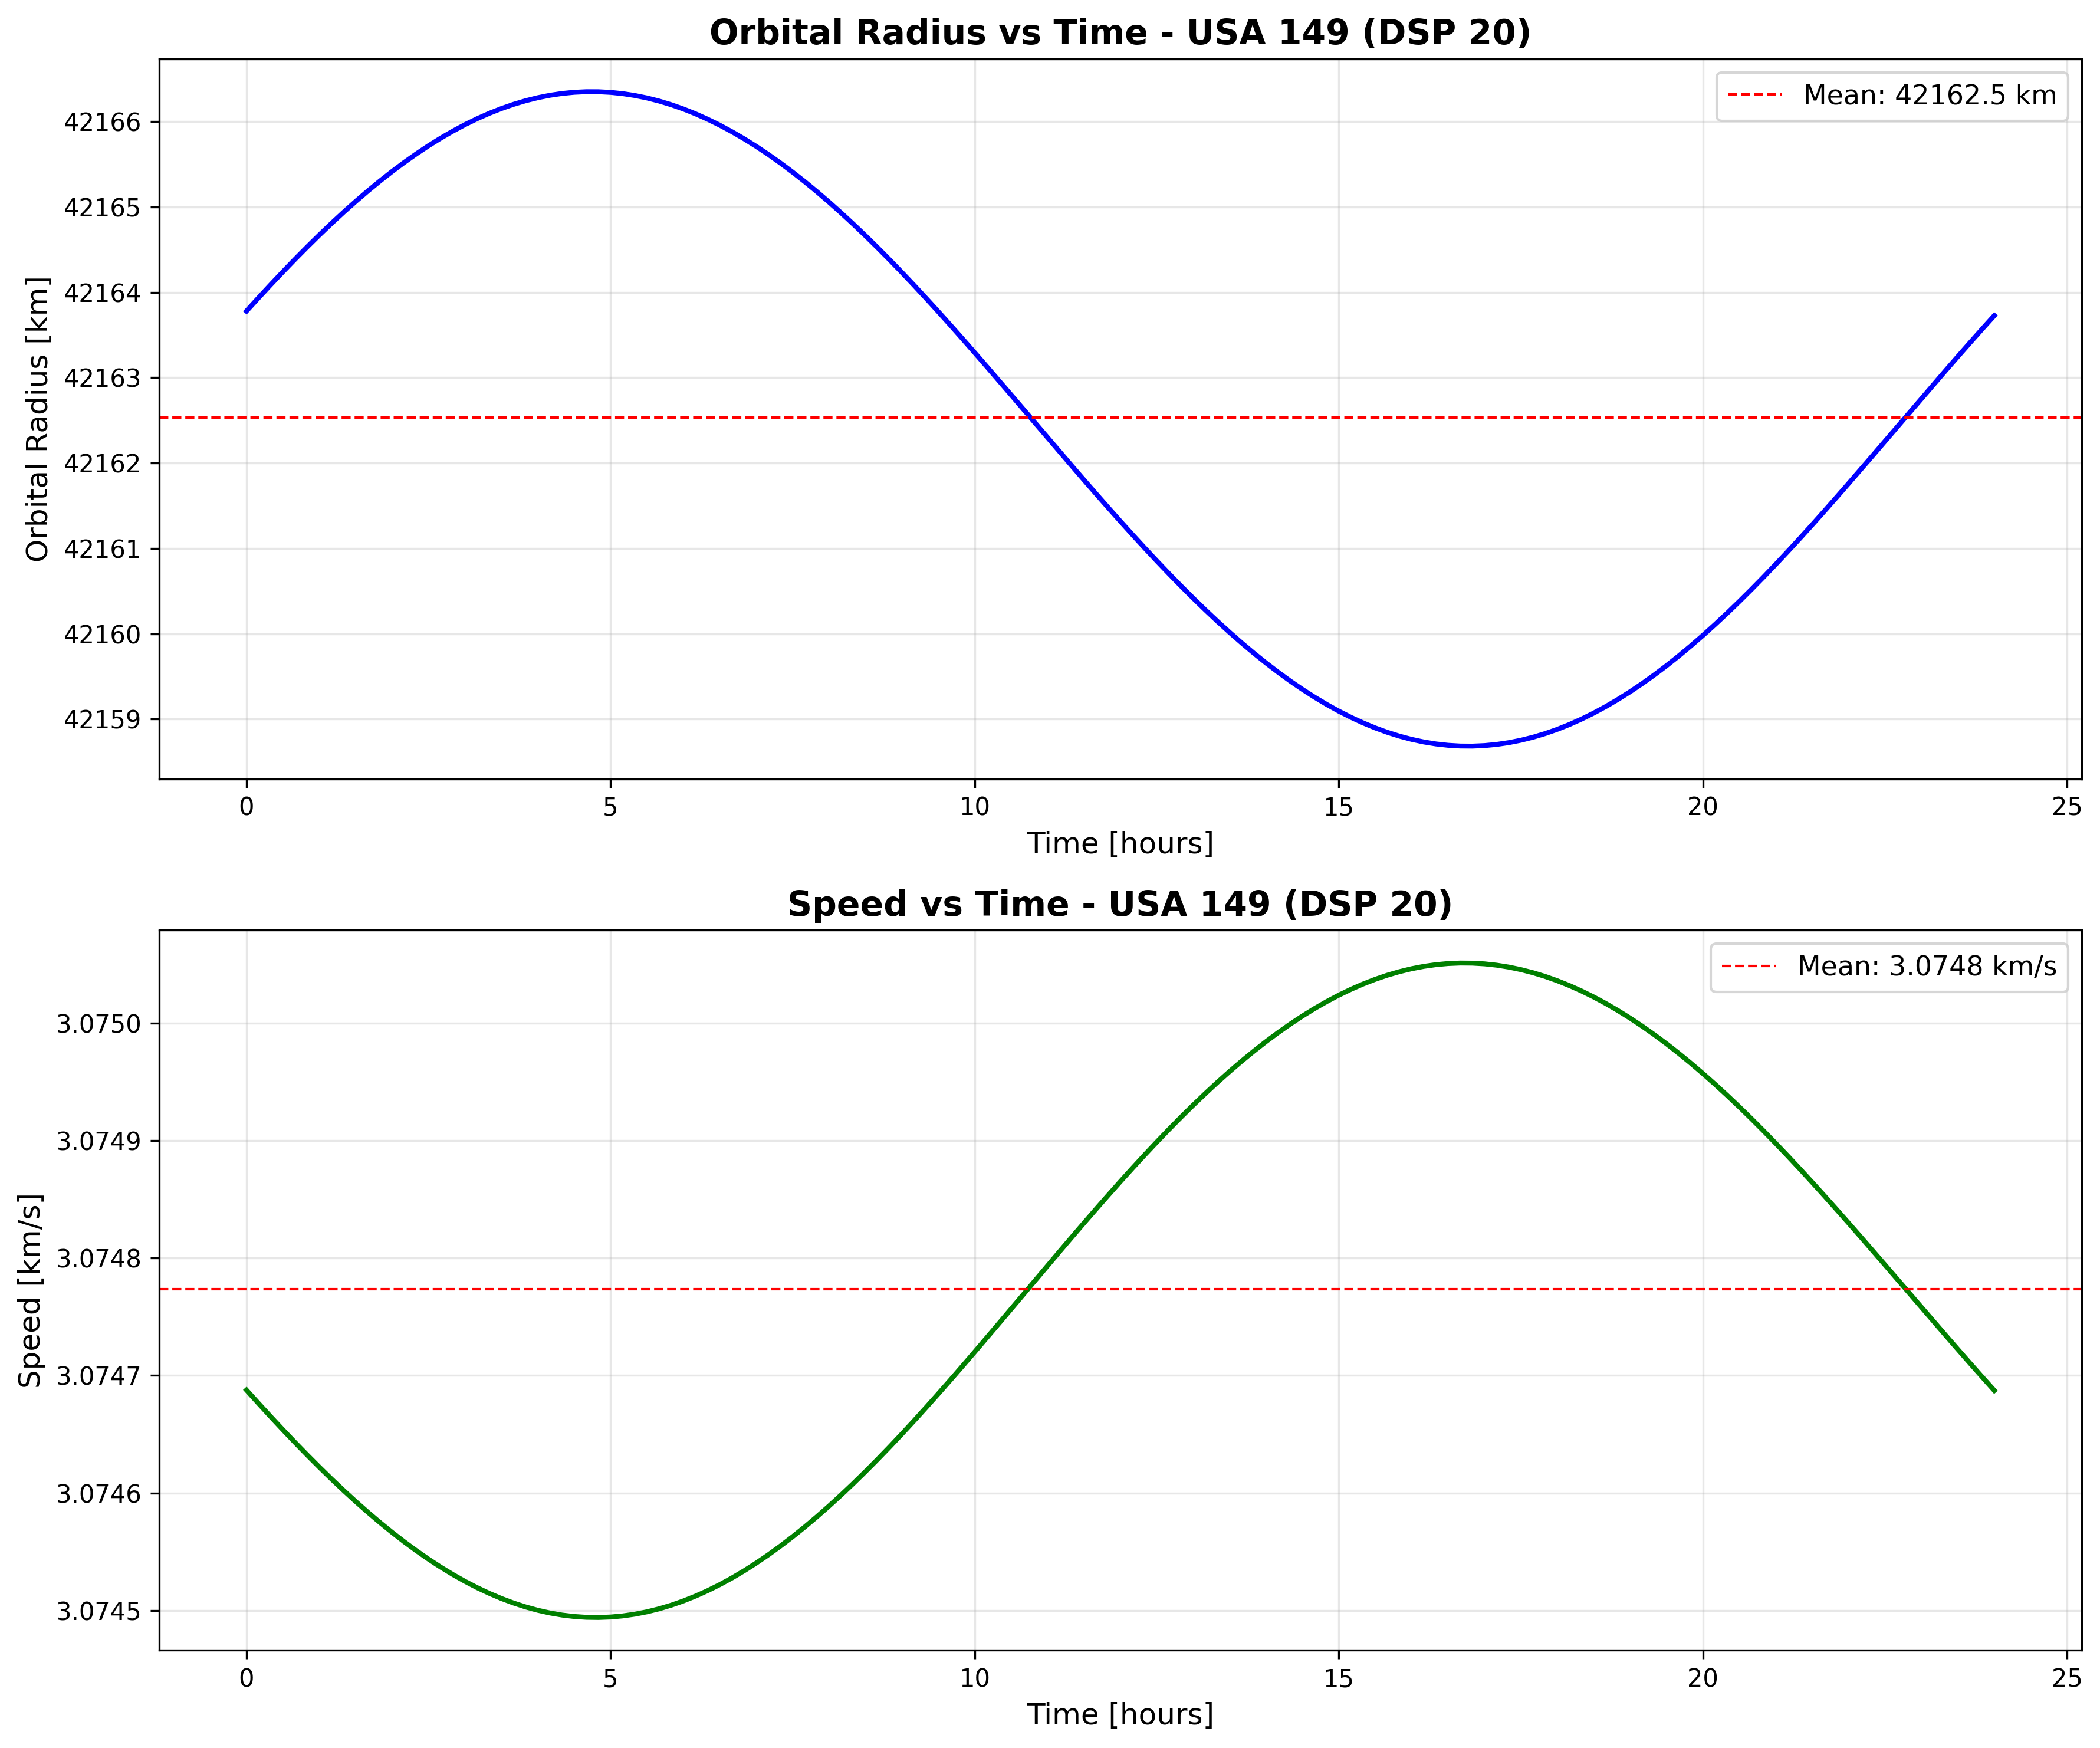 Orbital Radius vs Time - USA 149 (DSP 20)
Mean: 42162.5 km
Orbital Radius [km]
42166
42165
42164
42163
42162
42161
42160
42159
0 5 10 15 20 25
Time [hours]
Speed vs Time - USA 149 (DSP 20)
Mean: 3.0748 km/s
Speed [km/s]
3.0750
3.0749
3.0748
3.0747
3.0746
3.0745
0 5 10 15 20 25
Time [hours]